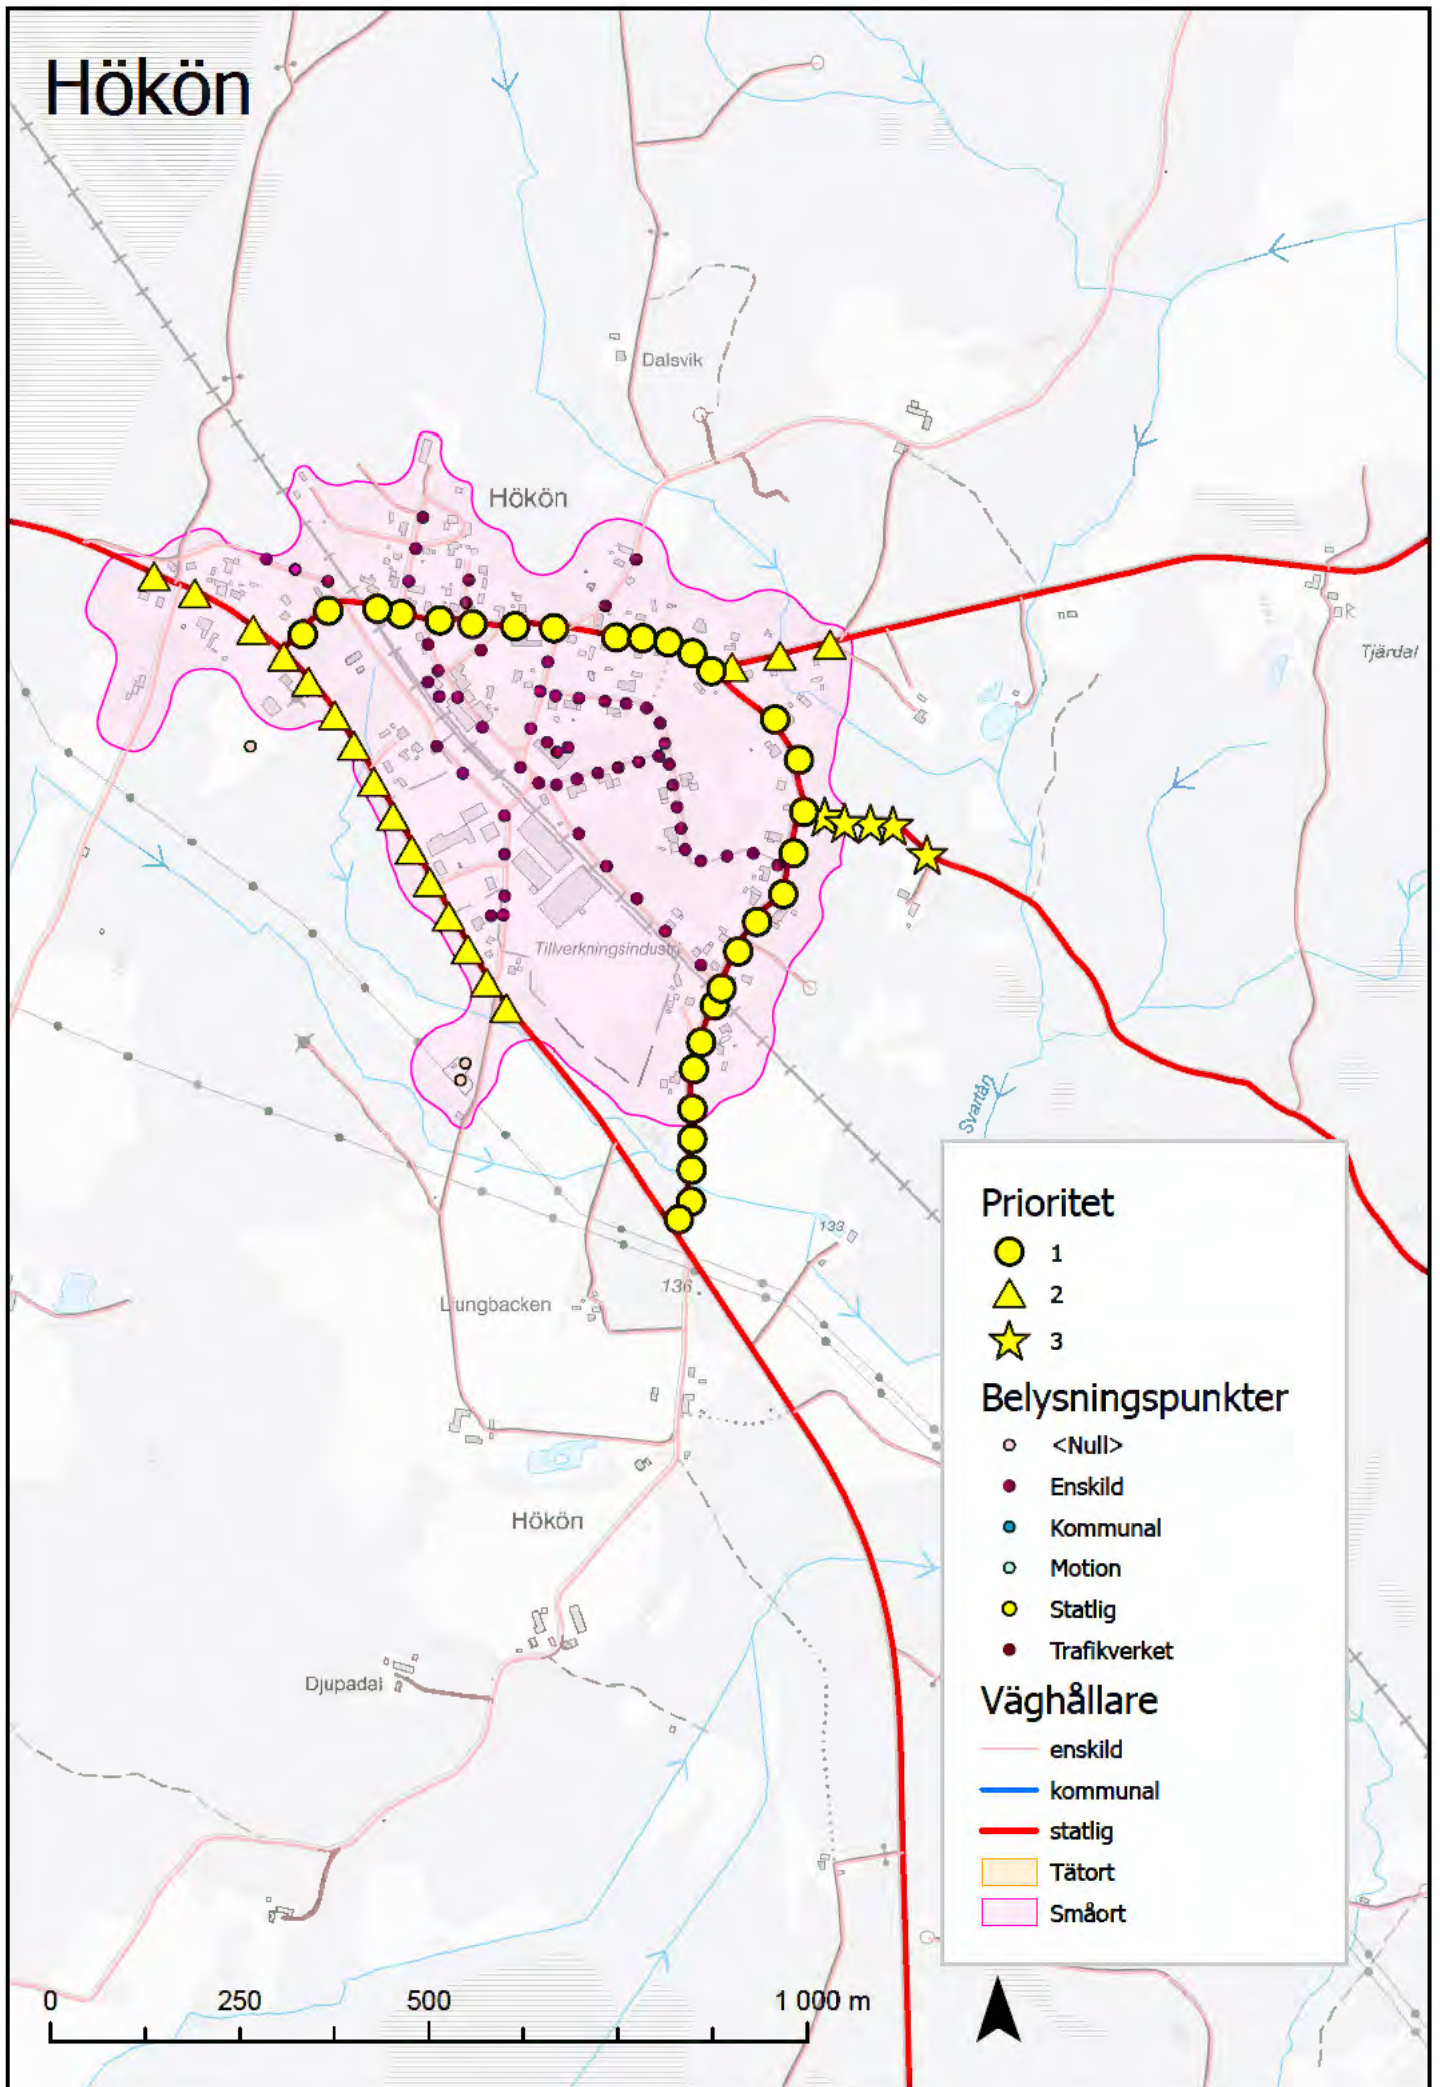 Hökön
Dalsvik
Hökön
Tjärdal
Tillverkningsindustri
Svartån
133
136
Ljungbacken
Hökön
Djupadal
Prioritet
1
2
3
Belysningspunkter
<Null>
Enskild
Kommunal
Motion
Statlig
Trafikverket
Väghållare
enskild
kommunal
statlig
Tätort
Småort
0 250 500 1 000 m